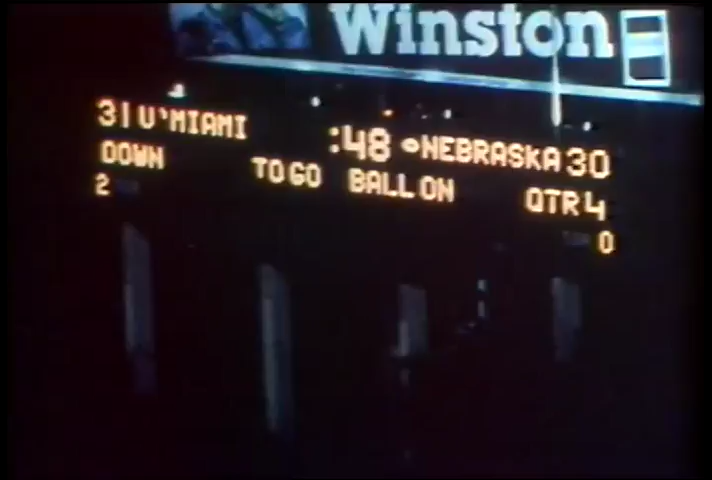 Winston
31 U'MIAMI :48 NEBRASKA 30
DOWN TO GO BALL ON QTR 4
2 0